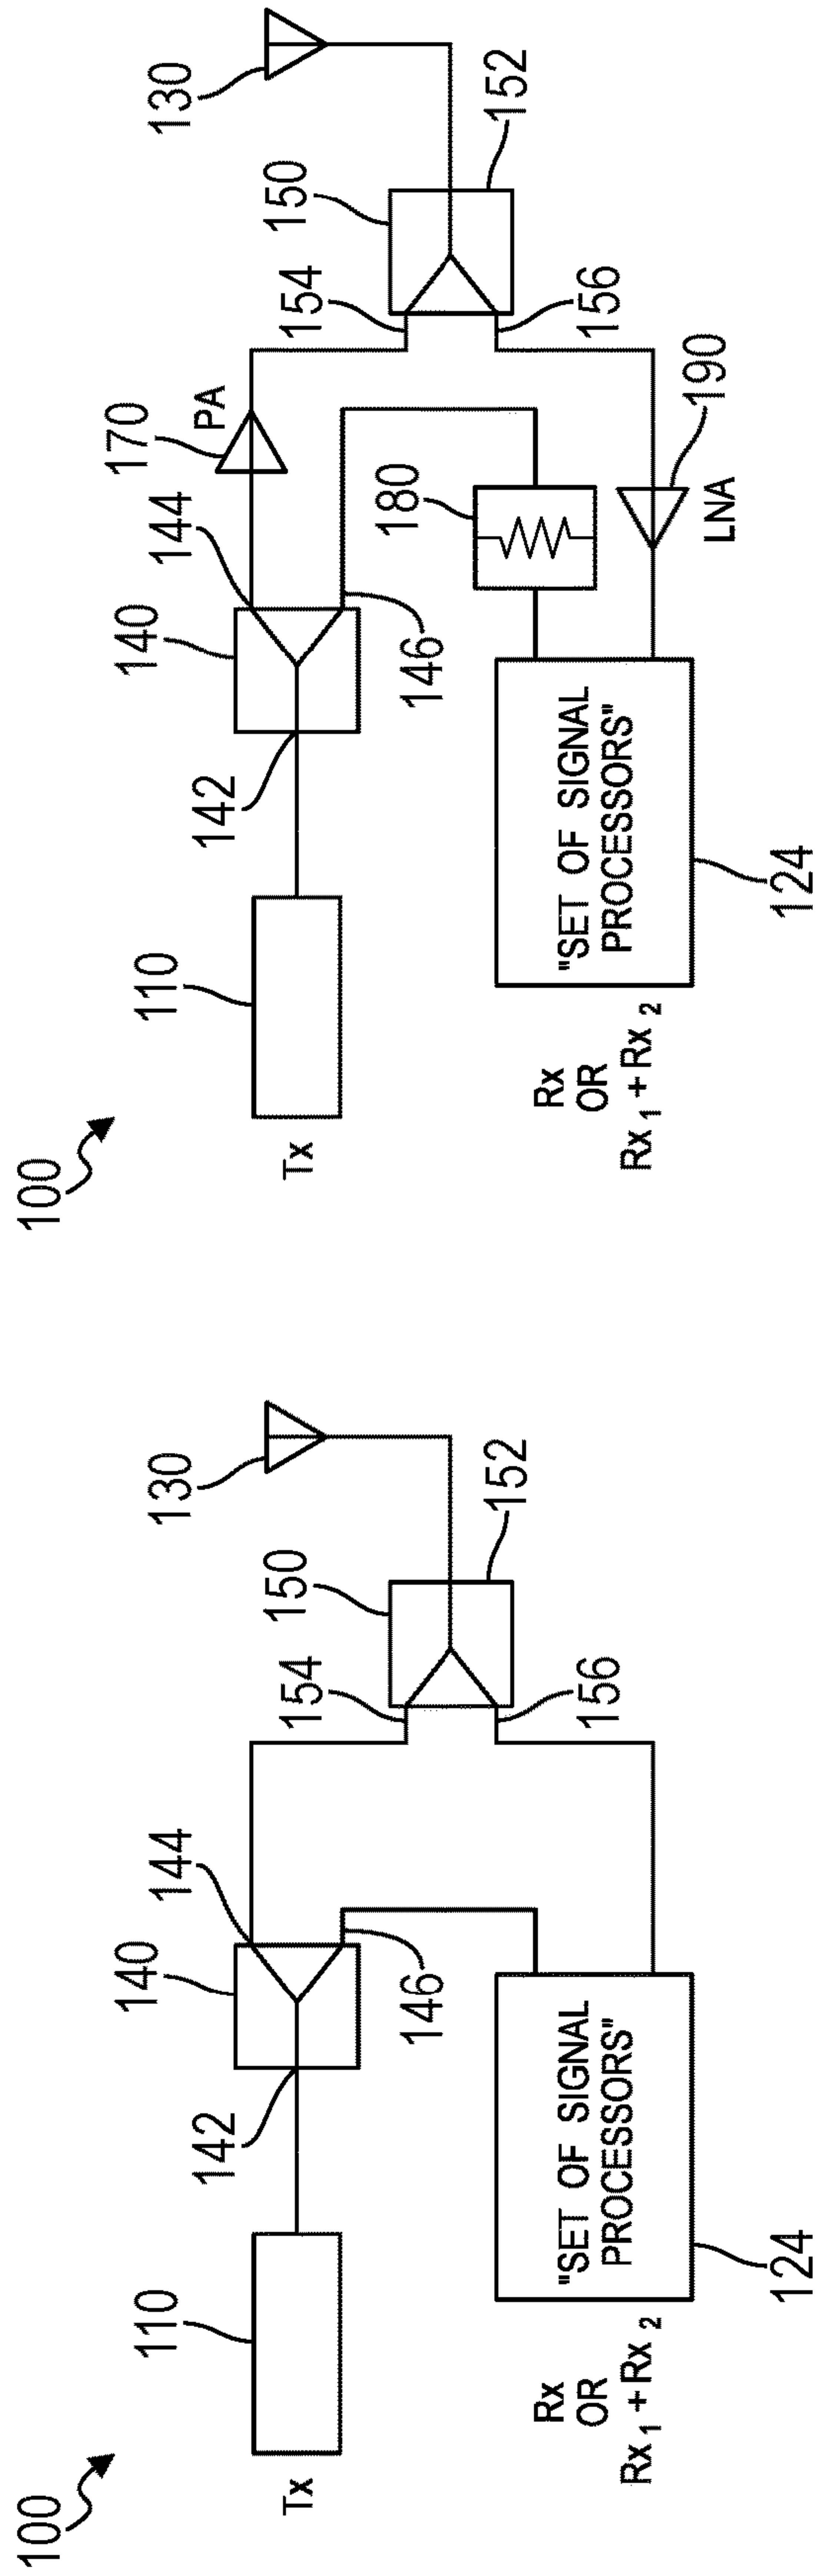 100
130
150
152
154
156
144
140
142
146
110
Tx
"SET OF SIGNAL
PROCESSORS"
124
Rx
OR
Rx1 + Rx2
100
130
150
152
154
156
170
PA
144
140
142
146
180
190
LNA
110
Tx
"SET OF SIGNAL
PROCESSORS"
124
Rx
OR
Rx1 + Rx2